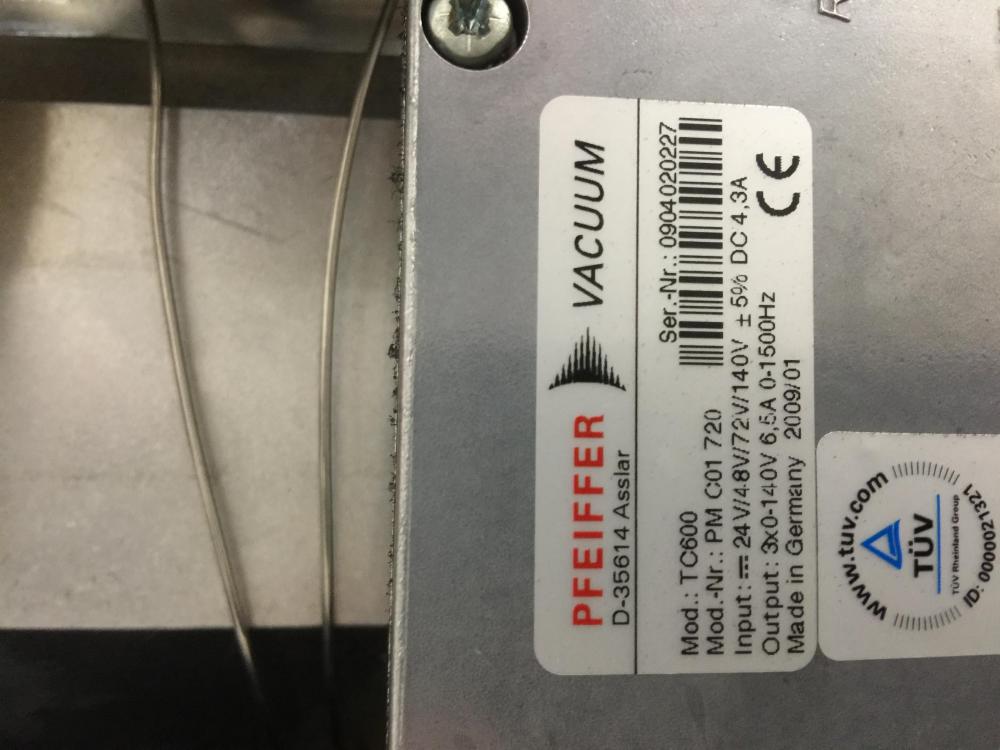 PFEIFFER VACUUM
D-35614 Asslar
Ser.-Nr.: 0904020227
Mod.: TC600
Mod.-Nr.: PM C01 720
Input: ⎓ 24V/48V/72V/140V ± 5% DC 4,3A
Output: 3x0-140V 6,5A 0-1500Hz
Made in Germany 2009/01
CE
www.tuv.com
TÜV
TÜV Rheinland Group
ID: 0000021321